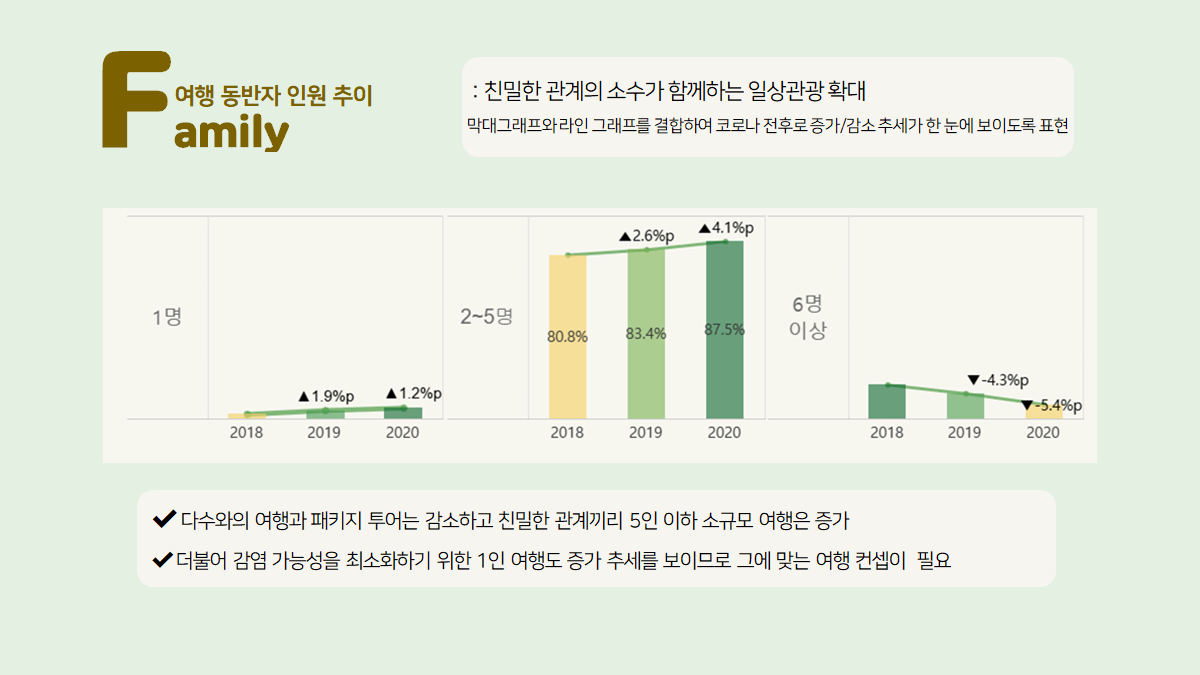 Family
여행 동반자 인원 추이
: 친밀한 관계의 소수가 함께하는 일상관광 확대
막대그래프와 라인 그래프를 결합하여 코로나 전후로 증가/감소 추세가 한 눈에 보이도록 표현
1명
▲1.9%p
▲1.2%p
2018 2019 2020
2~5명
▲2.6%p
▲4.1%p
80.8% 83.4% 87.5%
2018 2019 2020
6명
이상
▼-4.3%p
▼-5.4%p
2018 2019 2020
✔ 다수와의 여행과 패키지 투어는 감소하고 친밀한 관계끼리 5인 이하 소규모 여행은 증가
✔ 더불어 감염 가능성을 최소화하기 위한 1인 여행도 증가 추세를 보이므로 그에 맞는 여행 컨셉이 필요